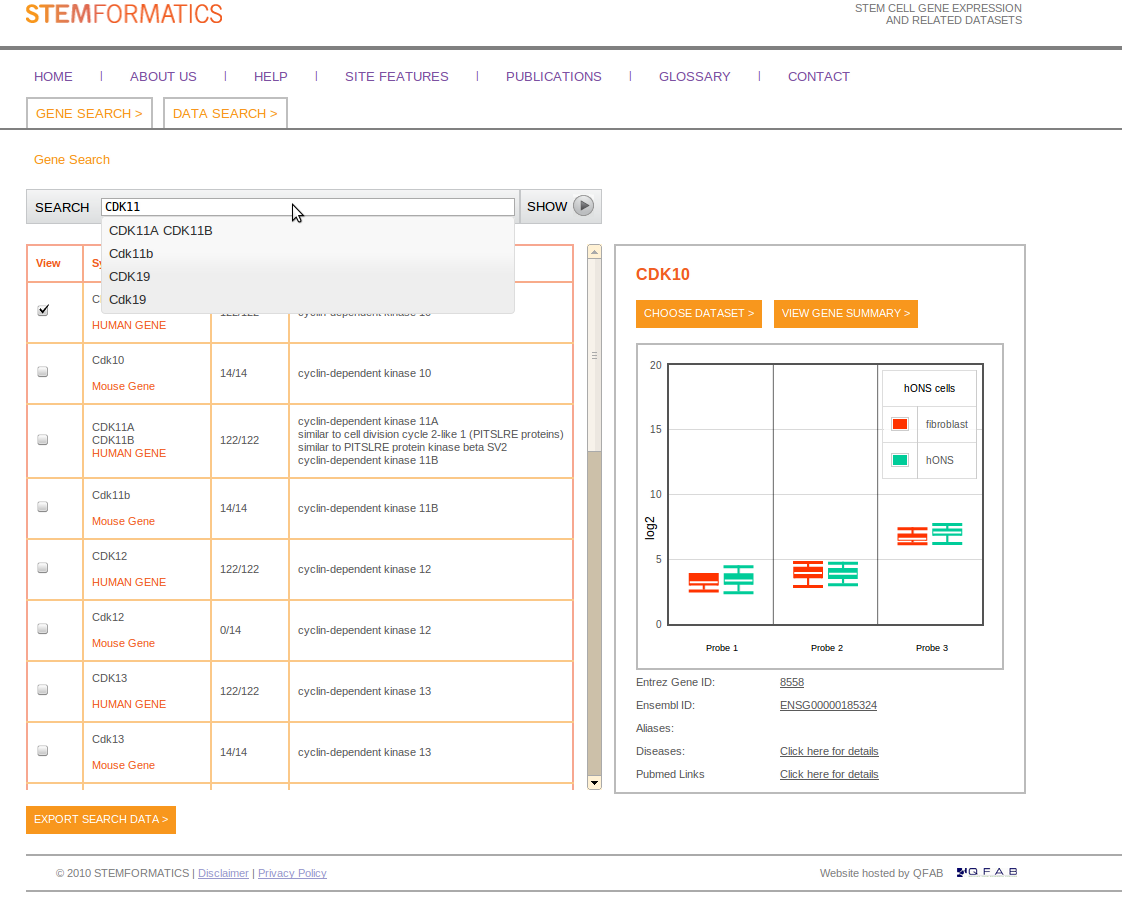 STEMFORMATICS
STEM CELL GENE EXPRESSION
AND RELATED DATASETS
HOME | ABOUT US | HELP | SITE FEATURES | PUBLICATIONS | GLOSSARY | CONTACT
GENE SEARCH > DATA SEARCH >
Gene Search
SEARCH CDK11 SHOW
CDK11A CDK11B
Cdk11b
CDK19
Cdk19
View
HUMAN GENE
Cdk10
Mouse Gene
14/14
cyclin-dependent kinase 10
CDK11A
CDK11B
HUMAN GENE
122/122
cyclin-dependent kinase 11A
similar to cell division cycle 2-like 1 (PITSLRE proteins)
similar to PITSLRE protein kinase beta SV2
cyclin-dependent kinase 11B
Cdk11b
Mouse Gene
14/14
cyclin-dependent kinase 11B
CDK12
HUMAN GENE
122/122
cyclin-dependent kinase 12
Cdk12
Mouse Gene
0/14
cyclin-dependent kinase 12
CDK13
HUMAN GENE
122/122
cyclin-dependent kinase 13
Cdk13
Mouse Gene
14/14
cyclin-dependent kinase 13
EXPORT SEARCH DATA >
CDK10
CHOOSE DATASET > VIEW GENE SUMMARY >
20
15
10
5
0
log2
hONS cells
fibroblast
hONS
Probe 1 Probe 2 Probe 3
Entrez Gene ID: 8558
Ensembl ID: ENSG00000185324
Aliases:
Diseases: Click here for details
Pubmed Links Click here for details
© 2010 STEMFORMATICS | Disclaimer | Privacy Policy
Website hosted by QFAB QFAB